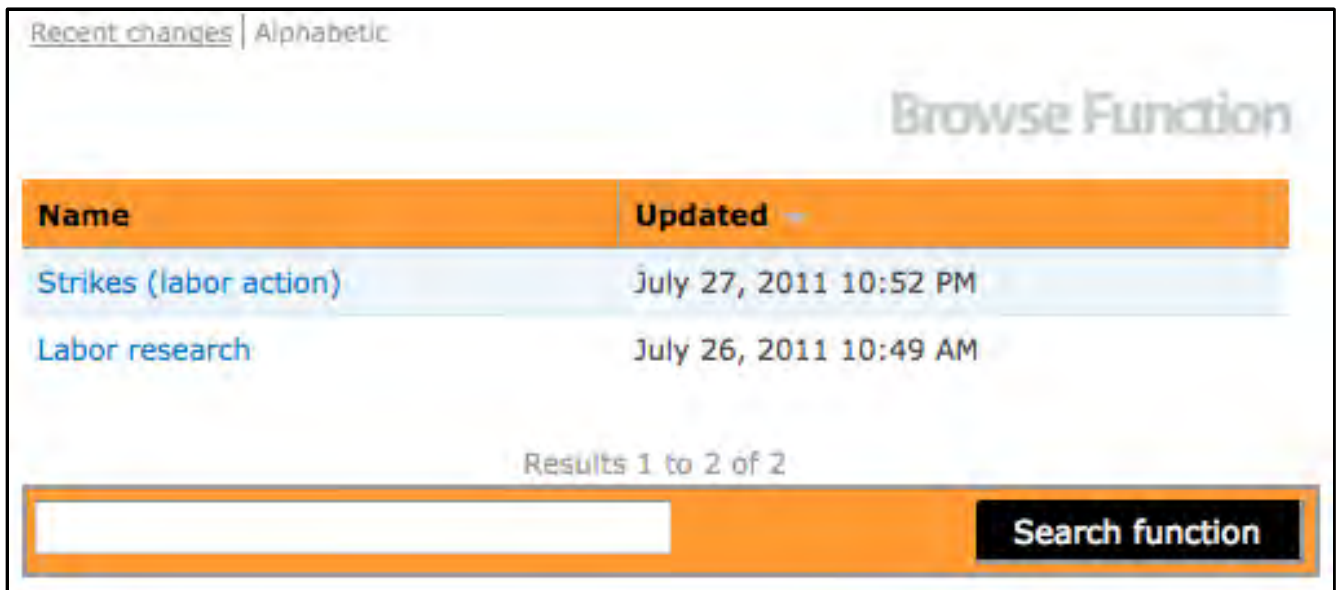 Recent changes | Alphabetic
Browse Function
Name Updated
Strikes (labor action) July 27, 2011 10:52 PM
Labor research July 26, 2011 10:49 AM
Results 1 to 2 of 2
Search function